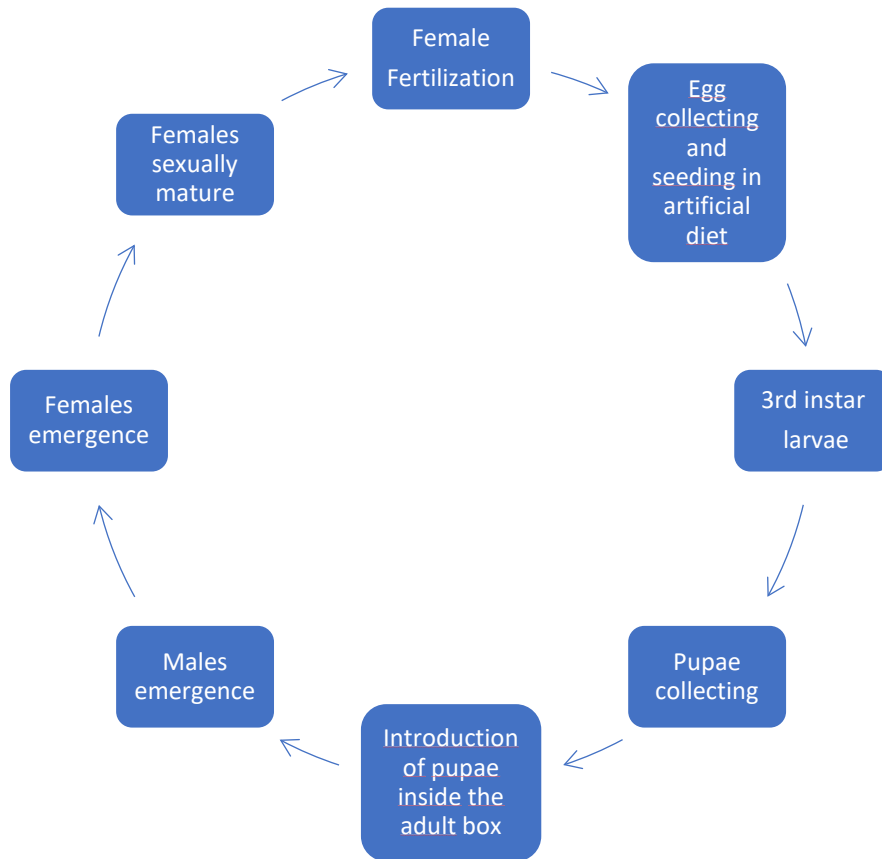 Female
Fertilization
Egg
collecting
and
seeding in
artificial
diet
3rd instar
larvae
Pupae
collecting
Introduction
of pupae
inside the
adult box
Males
emergence
Females
emergence
Females
sexually
mature